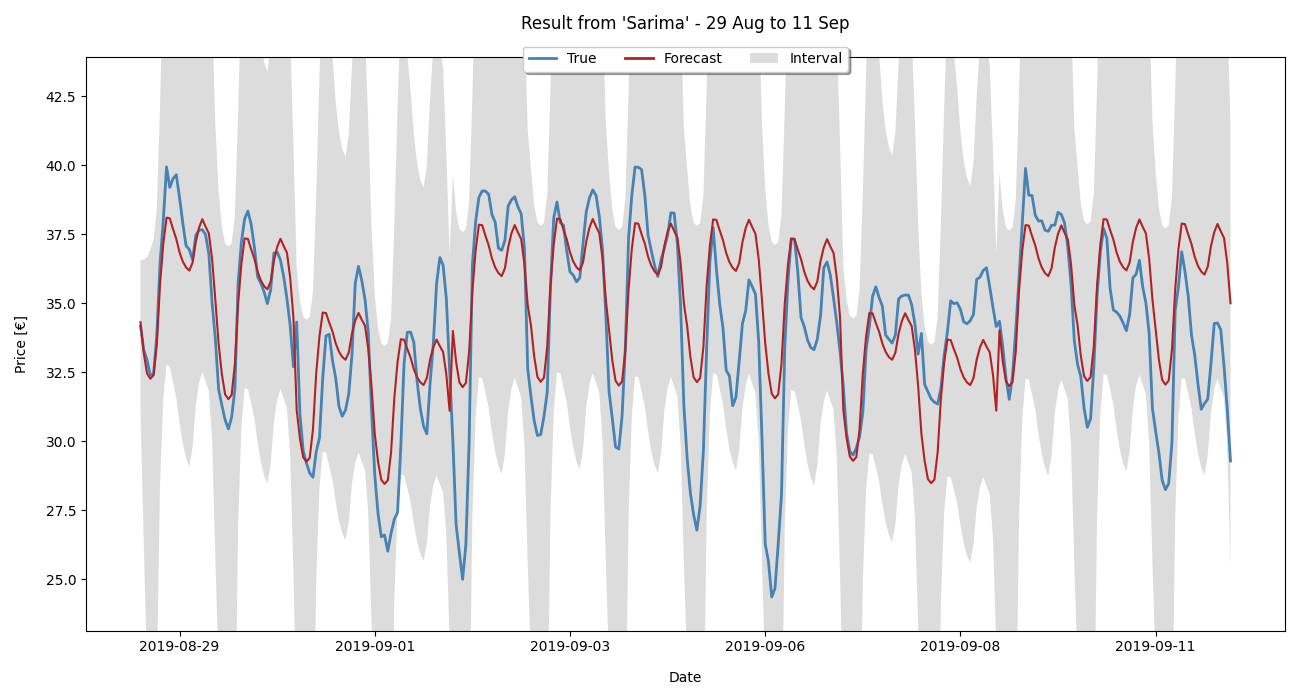 Result from 'Sarima' - 29 Aug to 11 Sep
True
Forecast
Interval
42.5
40.0
37.5
35.0
32.5
30.0
27.5
25.0
Price [€]
2019-08-29
2019-09-01
2019-09-03
2019-09-06
2019-09-08
2019-09-11
Date